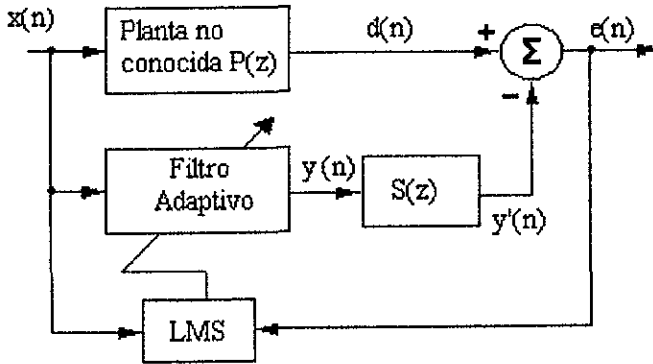 x(n)
Planta no
conocida P(z)
d(n)
+
Σ
e(n)
-
Filtro
Adaptivo
y(n)
S(z)
y'(n)
LMS